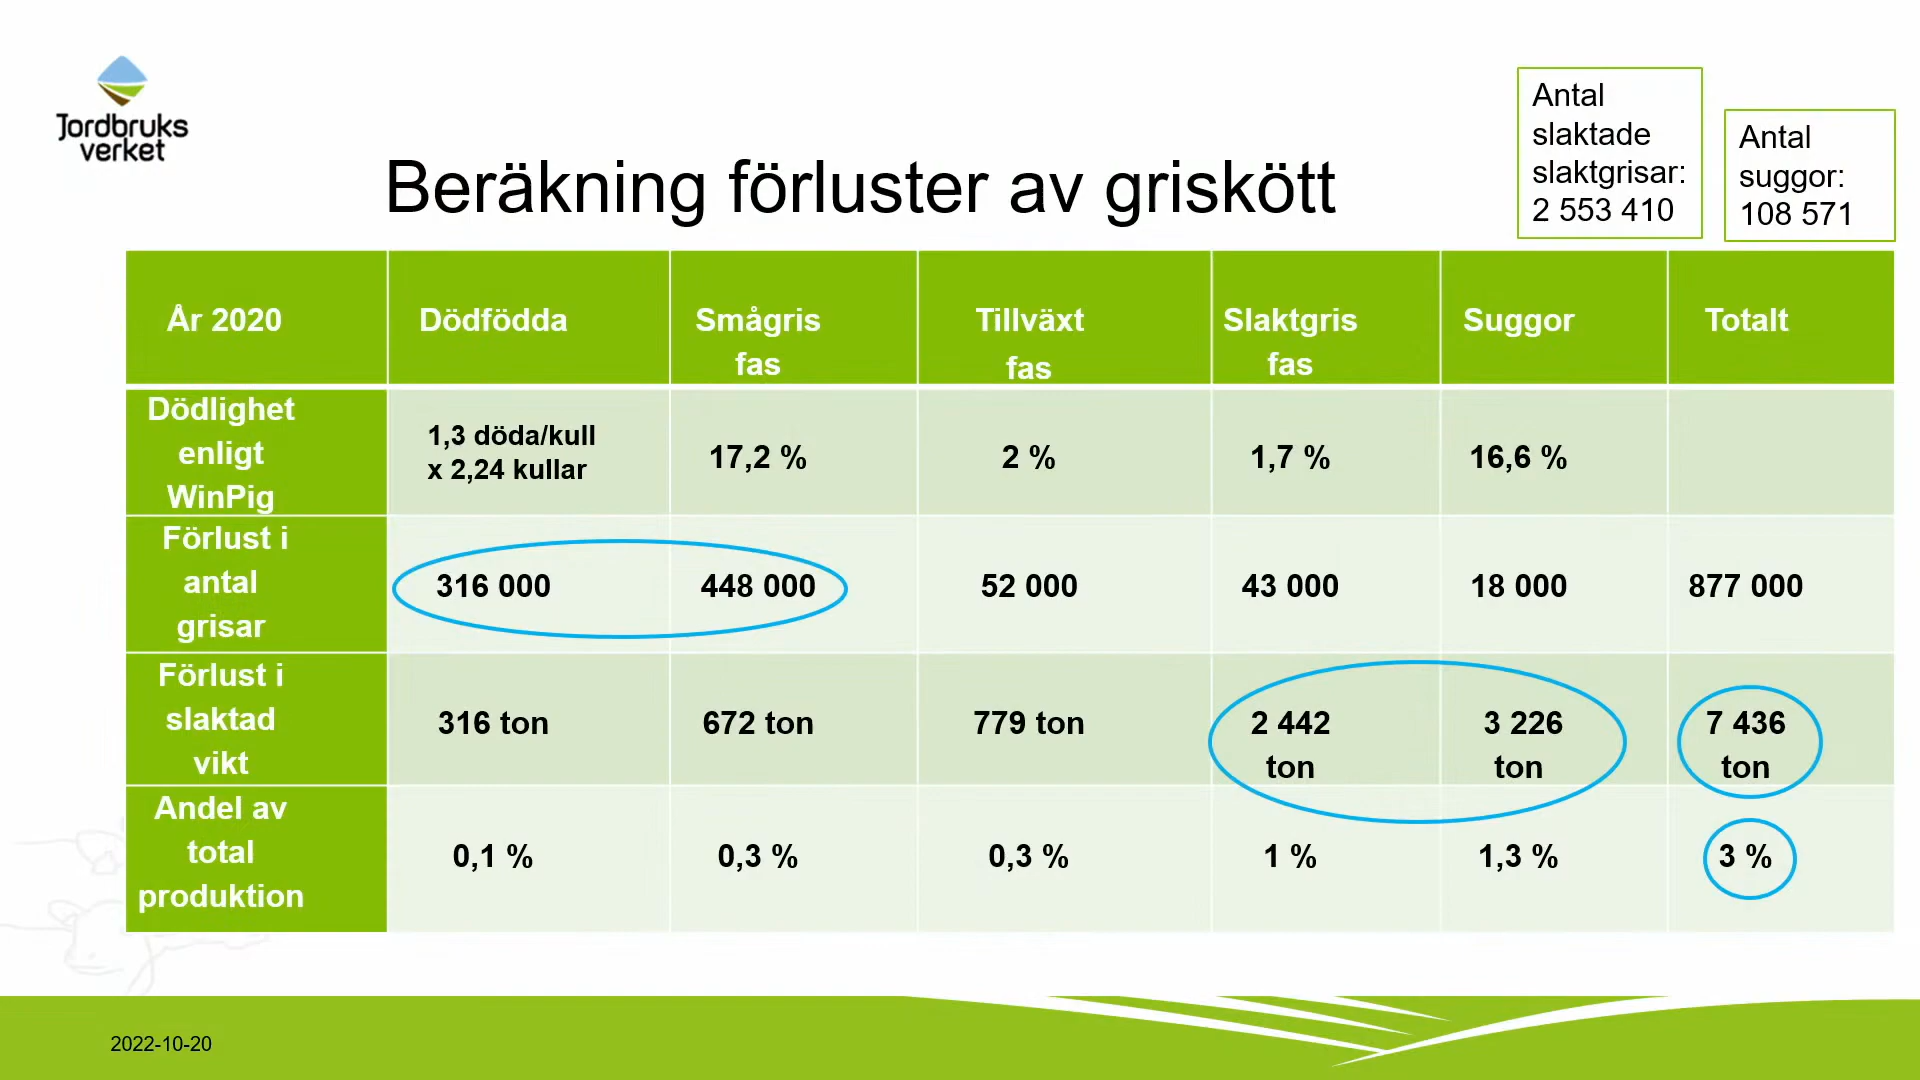 Jordbruks
verket
Beräkning förluster av griskött
Antal
slaktade
slaktgrisar:
2 553 410
Antal
suggor:
108 571
År 2020
Dödfödda
Smågris
fas
Tillväxt
fas
Slaktgris
fas
Suggor
Totalt
Dödlighet
enligt
WinPig
1,3 döda/kull
x 2,24 kullar
17,2 %
2 %
1,7 %
16,6 %
Förlust i
antal
grisar
316 000
448 000
52 000
43 000
18 000
877 000
Förlust i
slaktad
vikt
316 ton
672 ton
779 ton
2 442
ton
3 226
ton
7 436
ton
Andel av
total
produktion
0,1 %
0,3 %
0,3 %
1 %
1,3 %
3 %
2022-10-20